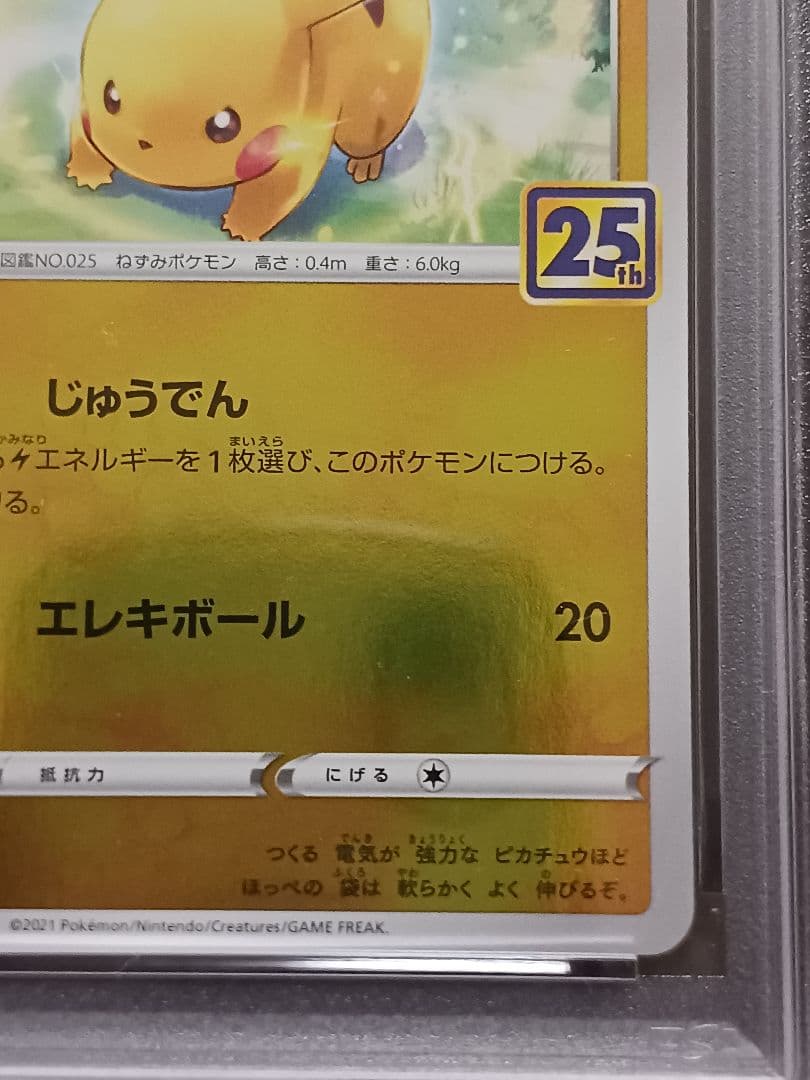 図鑑NO.025 ねずみポケモン 高さ:0.4m 重さ:6.0kg
25th
じゅうでん
エネルギーを1枚選び、このポケモンにつける。
る。
エレキボール 20
抵抗力 にげる
つくる 電気が 強力な ピカチュウほど
ほっぺの 袋は 軟らかく よく 伸びるぞ。
©2021 Pokémon/Nintendo/Creatures/GAME FREAK.